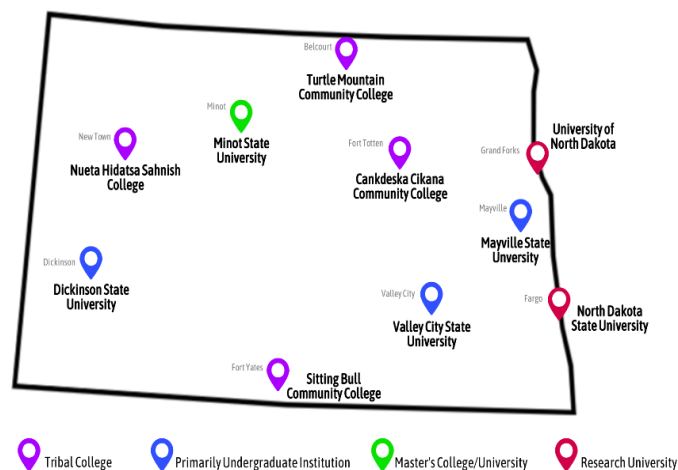 Belcourt
Turtle Mountain
Community College
Minot
Minot State
University
New Town
Nueta Hidatsa Sahnish
College
Fort Totten
Cankdeska Cikana
Community College
Grand Forks
University of
North Dakota
Mayville
Mayville State
Unversity
Dickinson
Dickinson State
University
Valley City
Valley City State
University
Fargo
North Dakota
State University
Fort Yates
Sitting Bull
Community College
Tribal College
Primarily Undergraduate Institution
Master's College/University
Research University